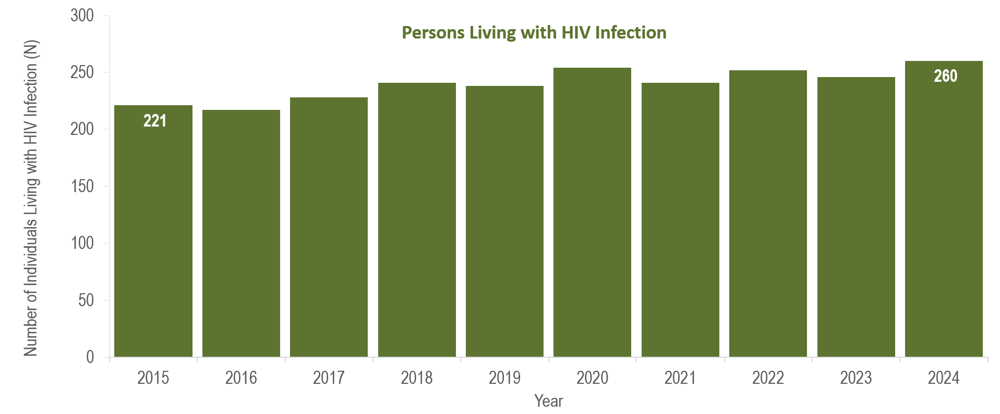 Persons Living with HIV Infection
Number of Individuals Living with HIV Infection (N)
300
250
200
150
100
50
0
221
260
2015 2016 2017 2018 2019 2020 2021 2022 2023 2024
Year